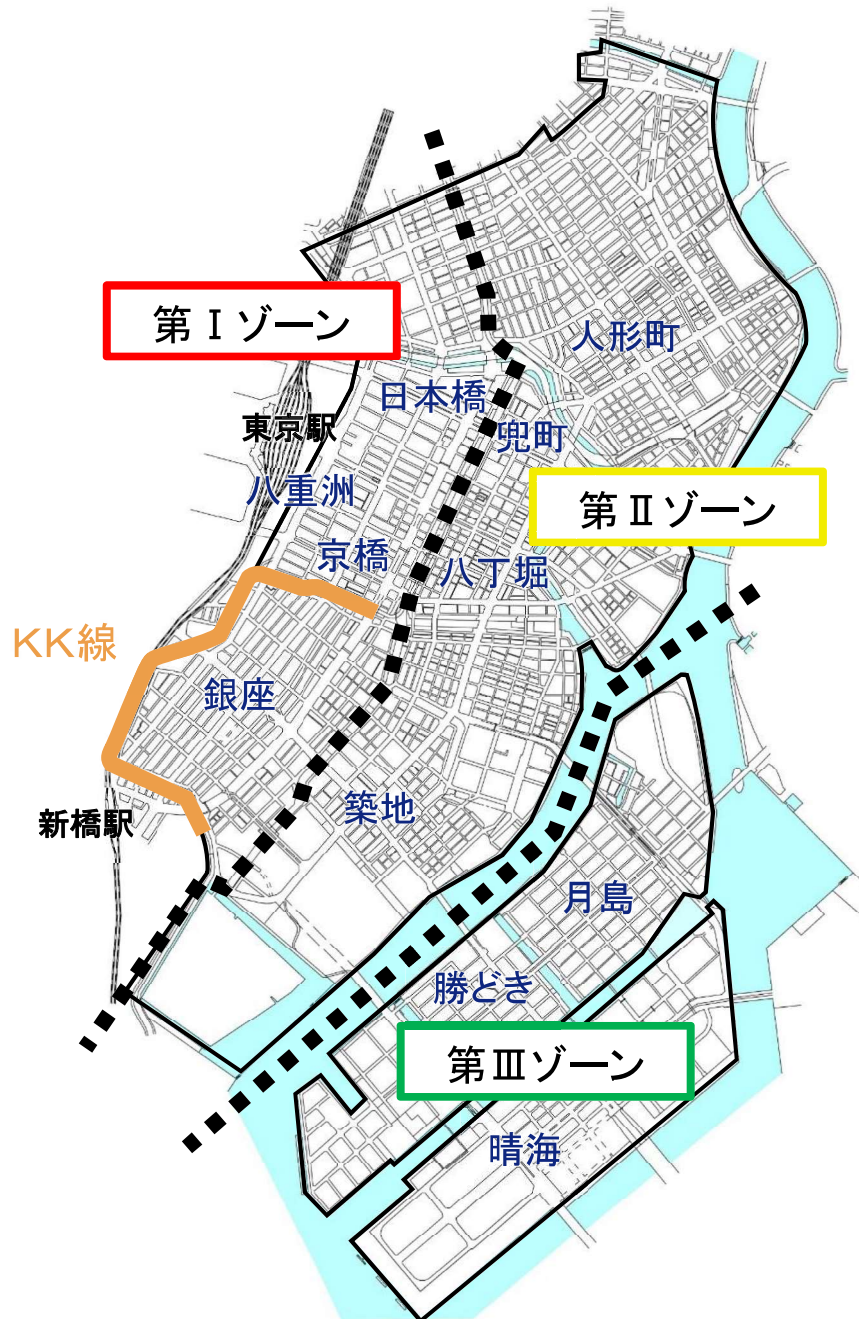 第Ⅰゾーン
人形町
日本橋
東京駅
兜町
八重洲
第Ⅱゾーン
京橋
八丁堀
KK線
銀座
築地
新橋駅
月島
勝どき
第Ⅲゾーン
晴海